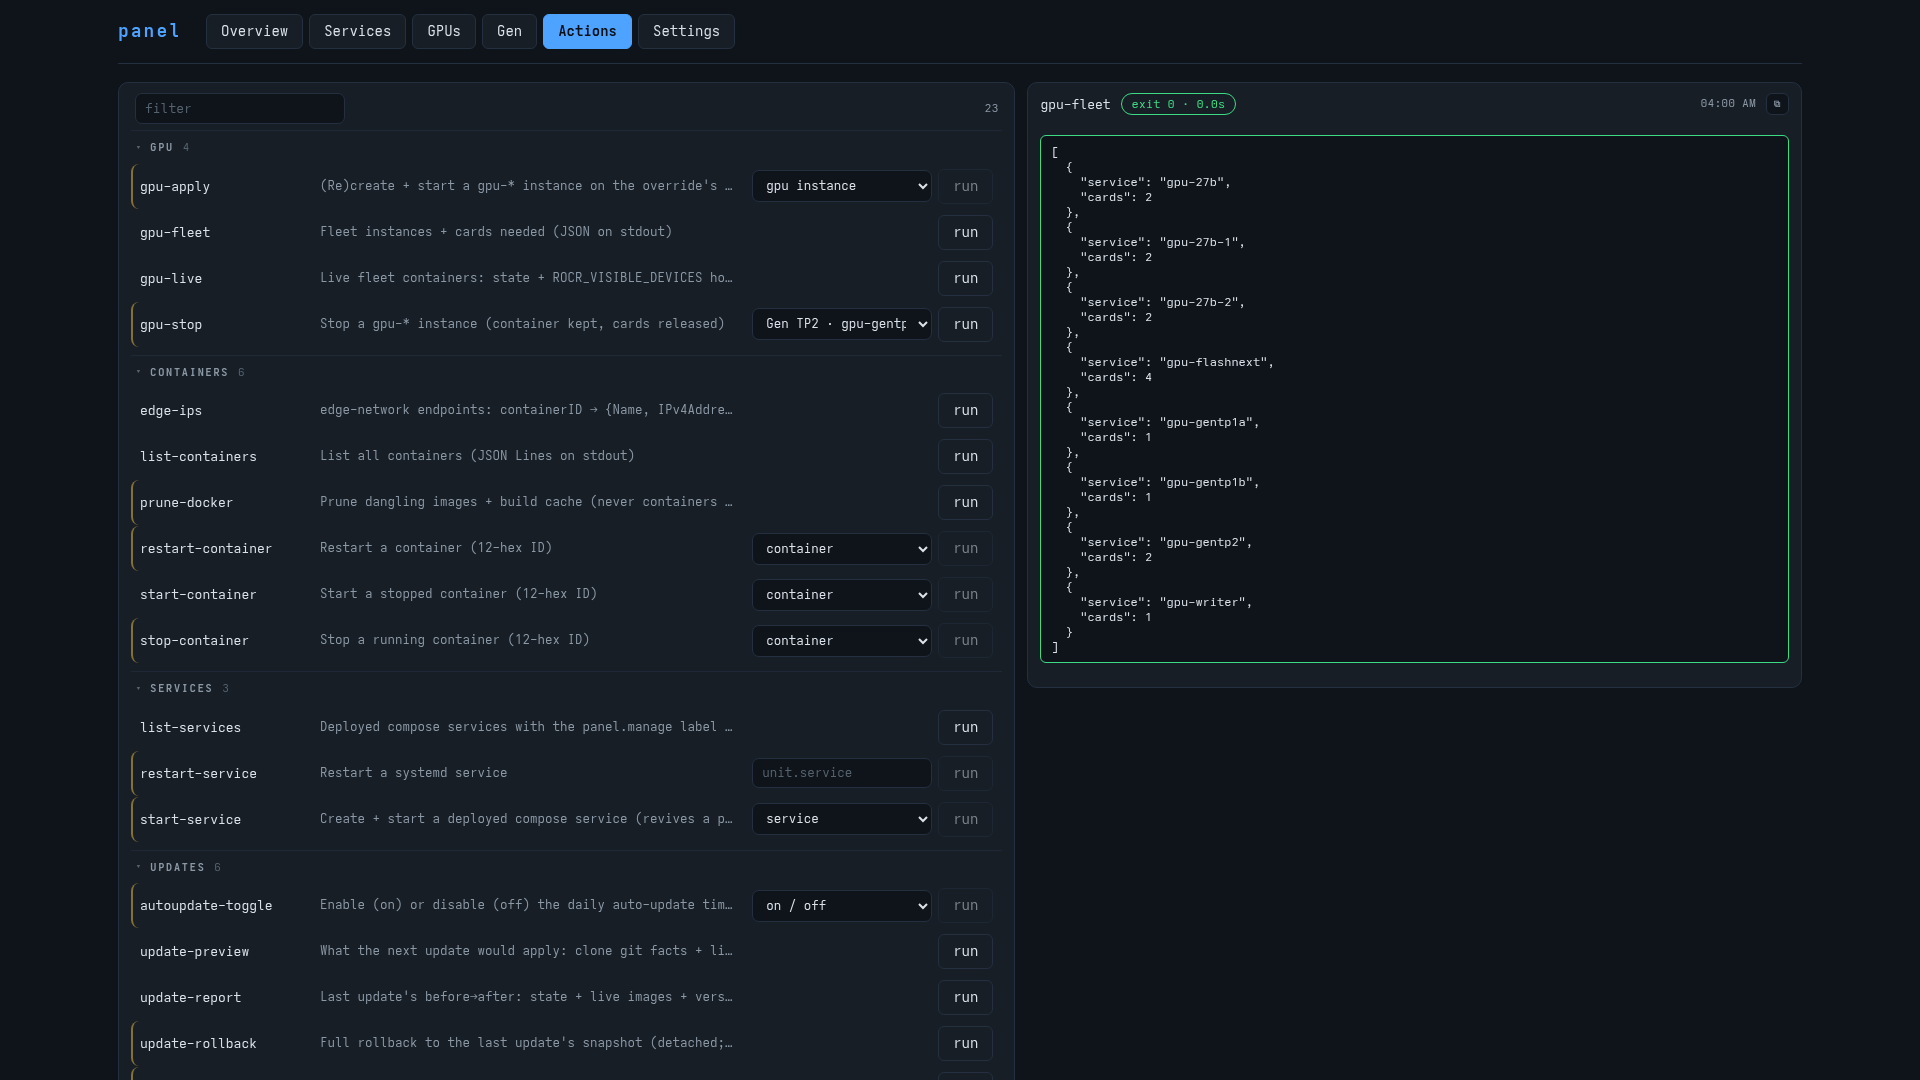 panel Overview Services GPUs Gen Actions Settings
filter 23
GPU 4
gpu-apply (Re)create + start a gpu-* instance on the override's … gpu instance run
gpu-fleet Fleet instances + cards needed (JSON on stdout) run
gpu-live Live fleet containers: state + ROCR_VISIBLE_DEVICES ho… run
gpu-stop Stop a gpu-* instance (container kept, cards released) Gen TP2 · gpu-gentp run
CONTAINERS 6
edge-ips edge-network endpoints: containerID → {Name, IPv4Addre… run
list-containers List all containers (JSON Lines on stdout) run
prune-docker Prune dangling images + build cache (never containers … run
restart-container Restart a container (12-hex ID) container run
start-container Start a stopped container (12-hex ID) container run
stop-container Stop a running container (12-hex ID) container run
SERVICES 3
list-services Deployed compose services with the panel.manage label … run
restart-service Restart a systemd service unit.service run
start-service Create + start a deployed compose service (revives a p… service run
UPDATES 6
autoupdate-toggle Enable (on) or disable (off) the daily auto-update tim… on / off run
update-preview What the next update would apply: clone git facts + li… run
update-report Last update's before→after: state + live images + vers… run
update-rollback Full rollback to the last update's snapshot (detached;… run
gpu-fleet exit 0 · 0.0s 04:00 AM
[
  {
    "service": "gpu-27b",
    "cards": 2
  },
  {
    "service": "gpu-27b-1",
    "cards": 2
  },
  {
    "service": "gpu-27b-2",
    "cards": 2
  },
  {
    "service": "gpu-flashnext",
    "cards": 4
  },
  {
    "service": "gpu-gentp1a",
    "cards": 1
  },
  {
    "service": "gpu-gentp1b",
    "cards": 1
  },
  {
    "service": "gpu-gentp2",
    "cards": 2
  },
  {
    "service": "gpu-writer",
    "cards": 1
  }
]